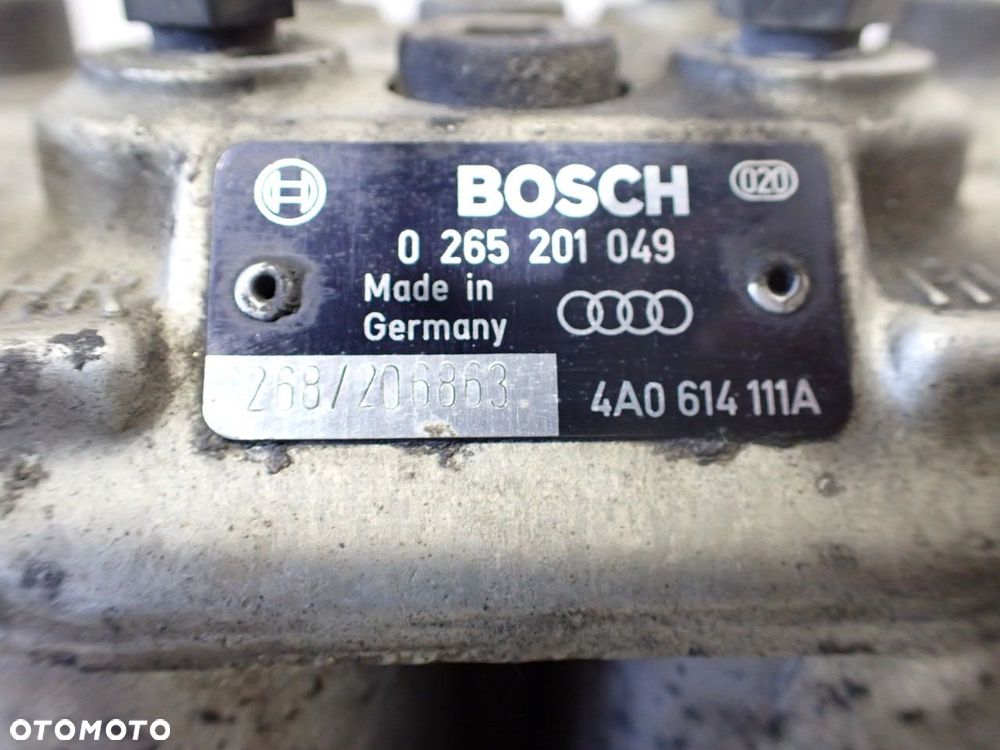 BOSCH
020
0 265 201 049
Made in
Germany
268/206863
4A0 614 111A
OTOMOTO